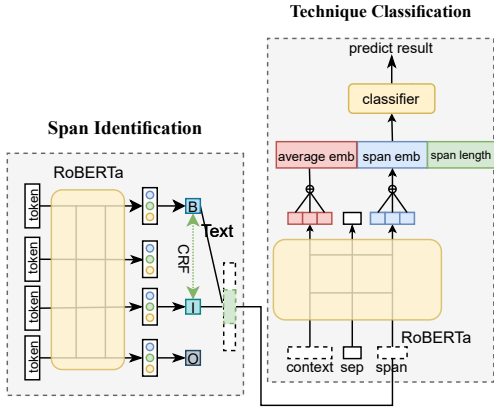 Technique Classification
predict result
classifier
average emb
span emb
span length
RoBERTa
context
sep
span
Span Identification
RoBERTa
token
token
token
token
B
Text
CRF
I
O